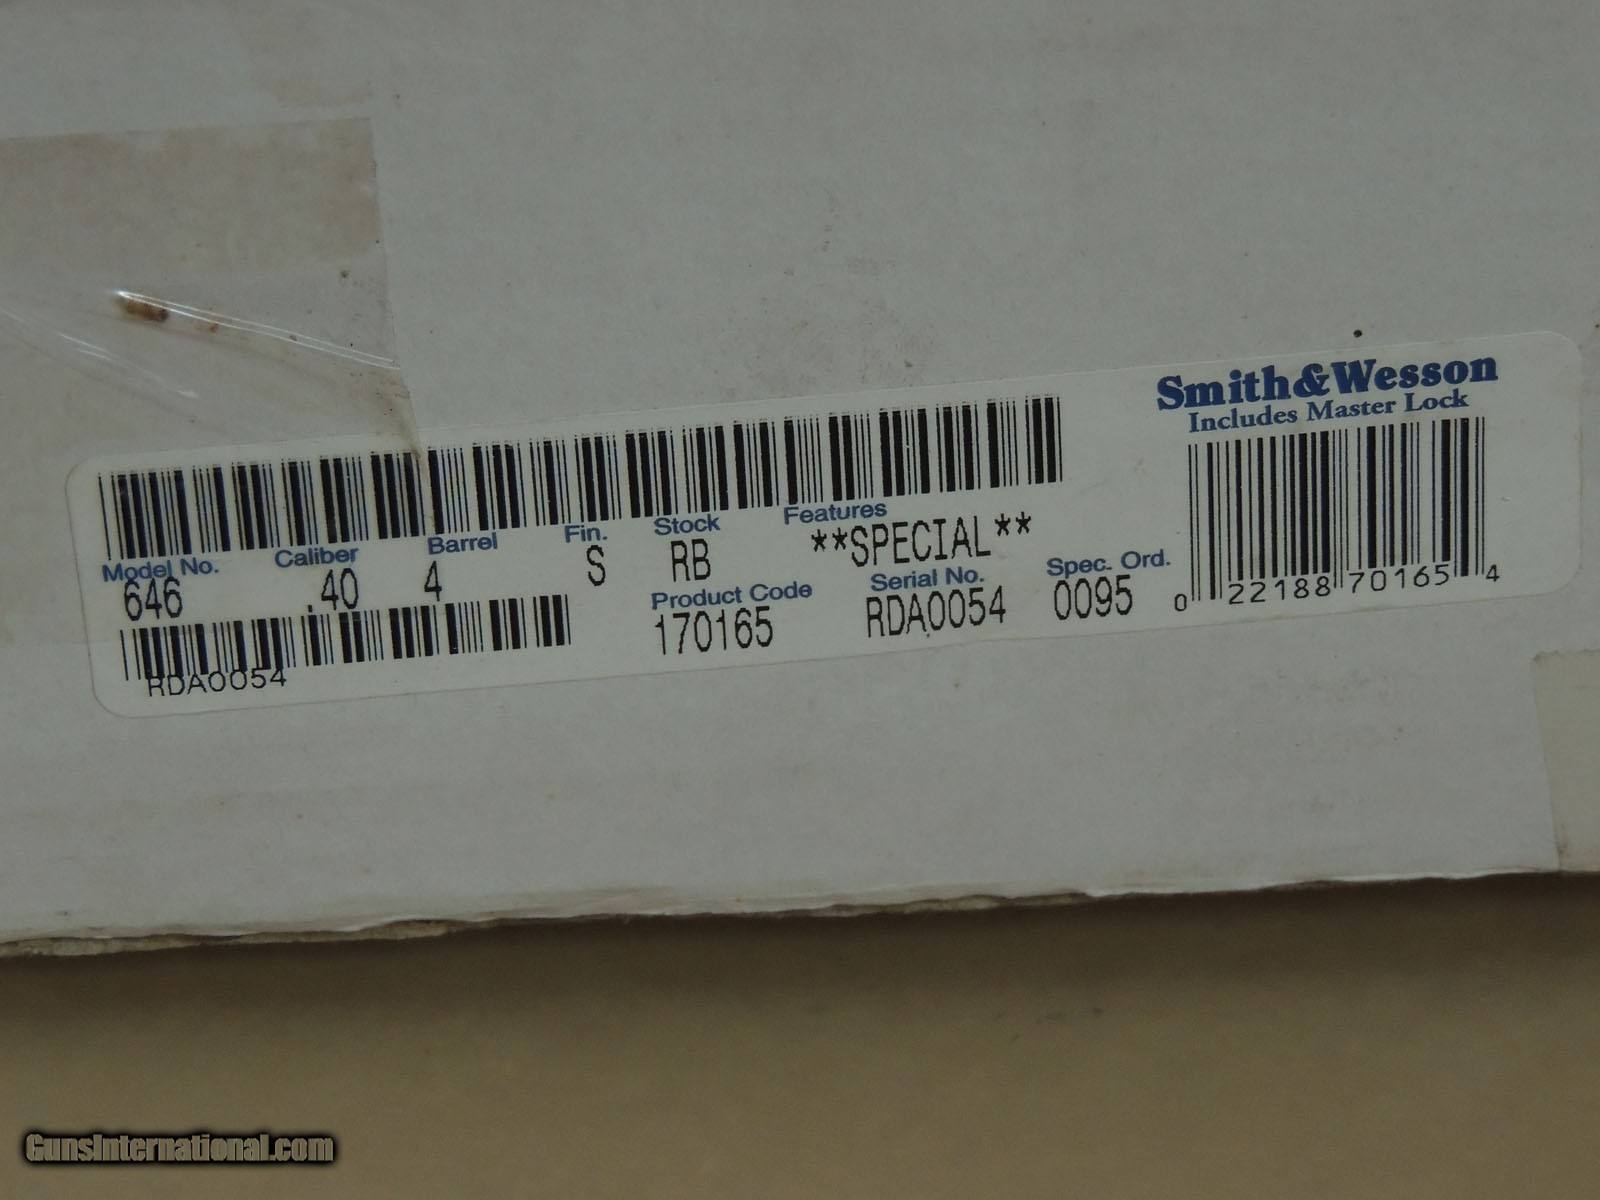 Smith&Wesson
Includes Master Lock
Model No. Caliber Barrel Fin. Stock Features
646 .40 4 S RB **SPECIAL**
Product Code Serial No. Spec. Ord.
170165 RDA0054 0095
RDA0054
0 22188 70165 4
GunsInternational.com